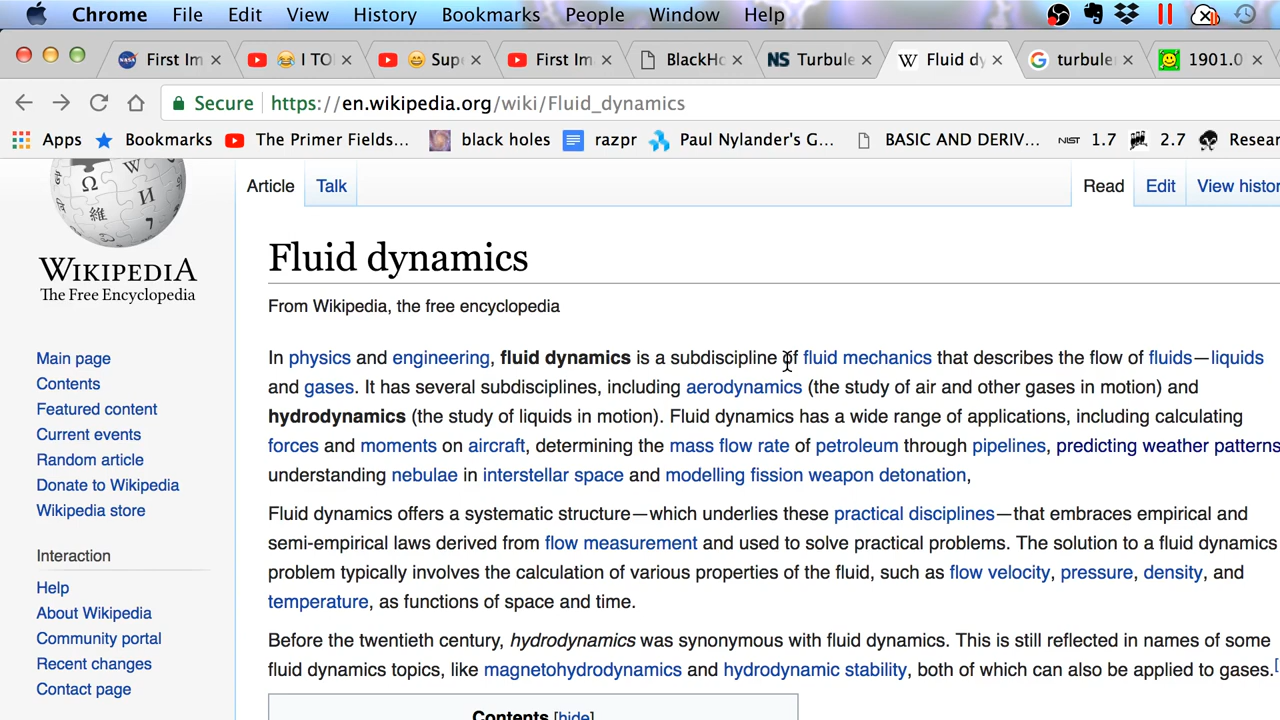 Chrome File Edit View History Bookmarks People Window Help
First Im × I TO × Sup × First Im × BlackHo × NS Turbule × W Fluid dy × turbule × 1901.0 ×
Secure https://en.wikipedia.org/wiki/Fluid_dynamics
Apps Bookmarks The Primer Fields... black holes razpr Paul Nylander's G... BASIC AND DERIV... NIST 1.7 2.7 Resear
Article Talk Read Edit View histor
WIKIPEDIA
The Free Encyclopedia
Main page
Contents
Featured content
Current events
Random article
Donate to Wikipedia
Wikipedia store
Interaction
Help
About Wikipedia
Community portal
Recent changes
Contact page
Fluid dynamics
From Wikipedia, the free encyclopedia
In physics and engineering, fluid dynamics is a subdiscipline of fluid mechanics that describes the flow of fluids—liquids
and gases. It has several subdisciplines, including aerodynamics (the study of air and other gases in motion) and
hydrodynamics (the study of liquids in motion). Fluid dynamics has a wide range of applications, including calculating
forces and moments on aircraft, determining the mass flow rate of petroleum through pipelines, predicting weather patterns
understanding nebulae in interstellar space and modelling fission weapon detonation,
Fluid dynamics offers a systematic structure—which underlies these practical disciplines—that embraces empirical and
semi-empirical laws derived from flow measurement and used to solve practical problems. The solution to a fluid dynamics
problem typically involves the calculation of various properties of the fluid, such as flow velocity, pressure, density, and
temperature, as functions of space and time.
Before the twentieth century, hydrodynamics was synonymous with fluid dynamics. This is still reflected in names of some
fluid dynamics topics, like magnetohydrodynamics and hydrodynamic stability, both of which can also be applied to gases.[
Contents [hide]